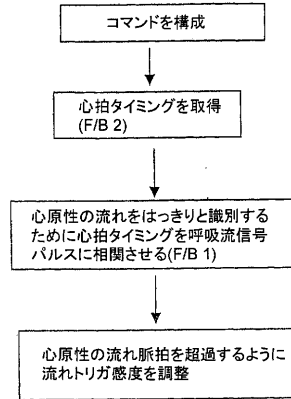 コマンドを構成
心拍タイミングを取得
(F/B 2)
心原性の流れをはっきりと識別する
ために心拍タイミングを呼吸流信号
パルスに相関させる(F/B 1)
心原性の流れ脈拍を超過するように
流れトリガ感度を調整